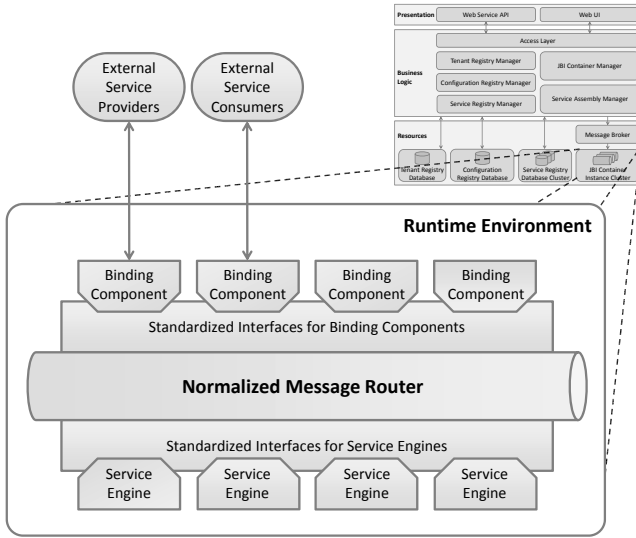 Presentation
Web Service API
Web UI
Business
Logic
Access Layer
Tenant Registry Manager
Configuration Registry Manager
Service Registry Manager
JBI Container Manager
Service Assembly Manager
Resources
Message Broker
Tenant Registry
Database
Configuration
Registry Database
Service Registry
Database Cluster
JBI Container
Instance Cluster
External
Service
Providers
External
Service
Consumers
Runtime Environment
Binding
Component
Binding
Component
Binding
Component
Binding
Component
Standardized Interfaces for Binding Components
Normalized Message Router
Standardized Interfaces for Service Engines
Service
Engine
Service
Engine
Service
Engine
Service
Engine